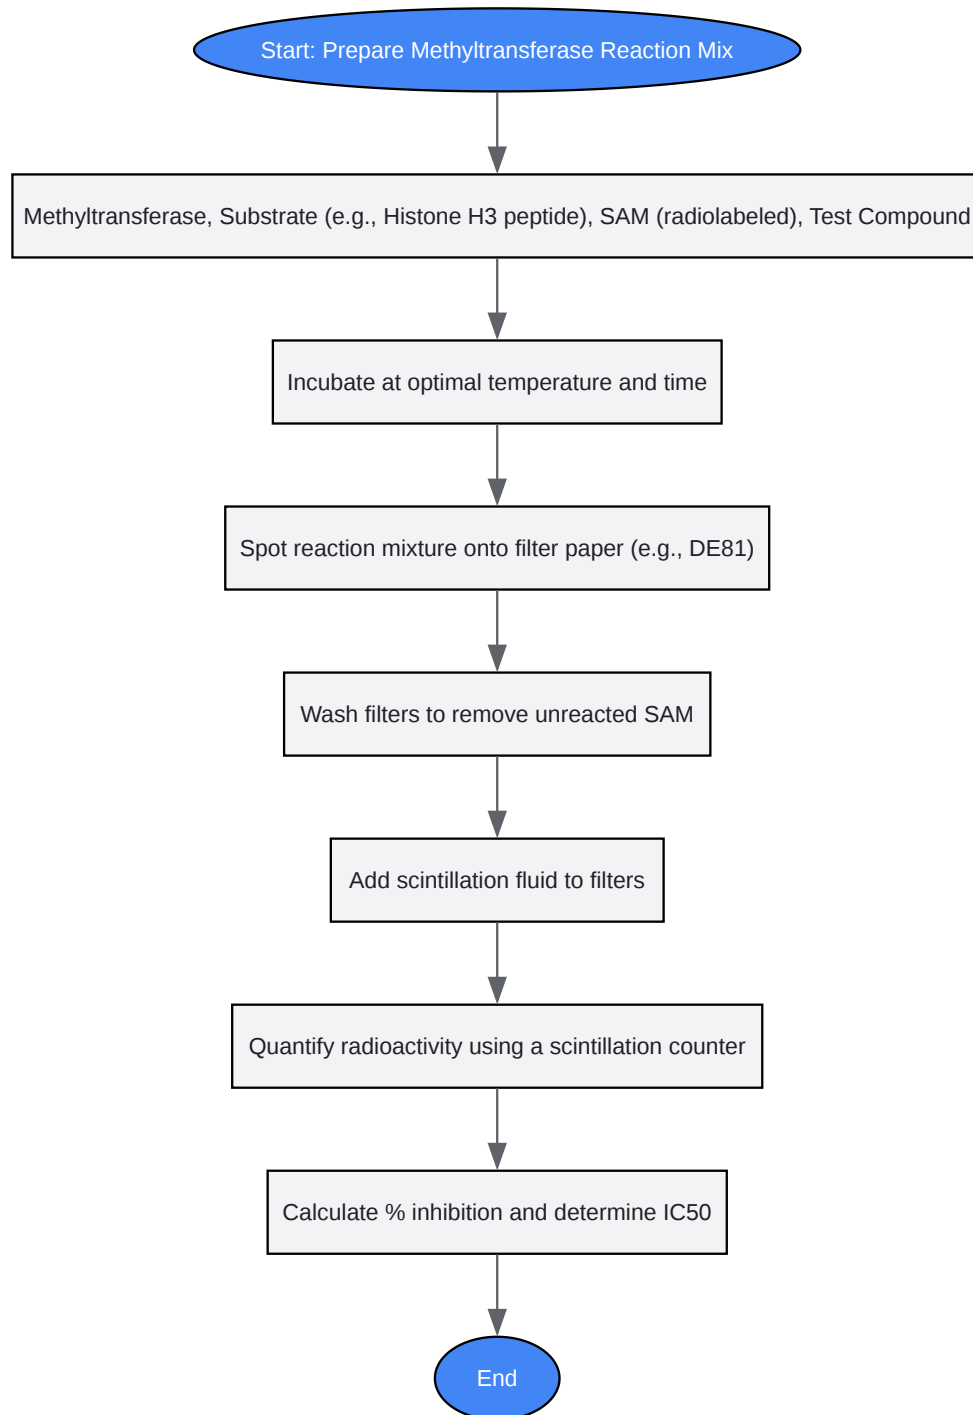 Start: Prepare Methyltransferase Reaction Mix
Methyltransferase, Substrate (e.g., Histone H3 peptide), SAM (radiolabeled), Test Compound
Incubate at optimal temperature and time
Spot reaction mixture onto filter paper (e.g., DE81)
Wash filters to remove unreacted SAM
Add scintillation fluid to filters
Quantify radioactivity using a scintillation counter
Calculate % inhibition and determine IC50
End